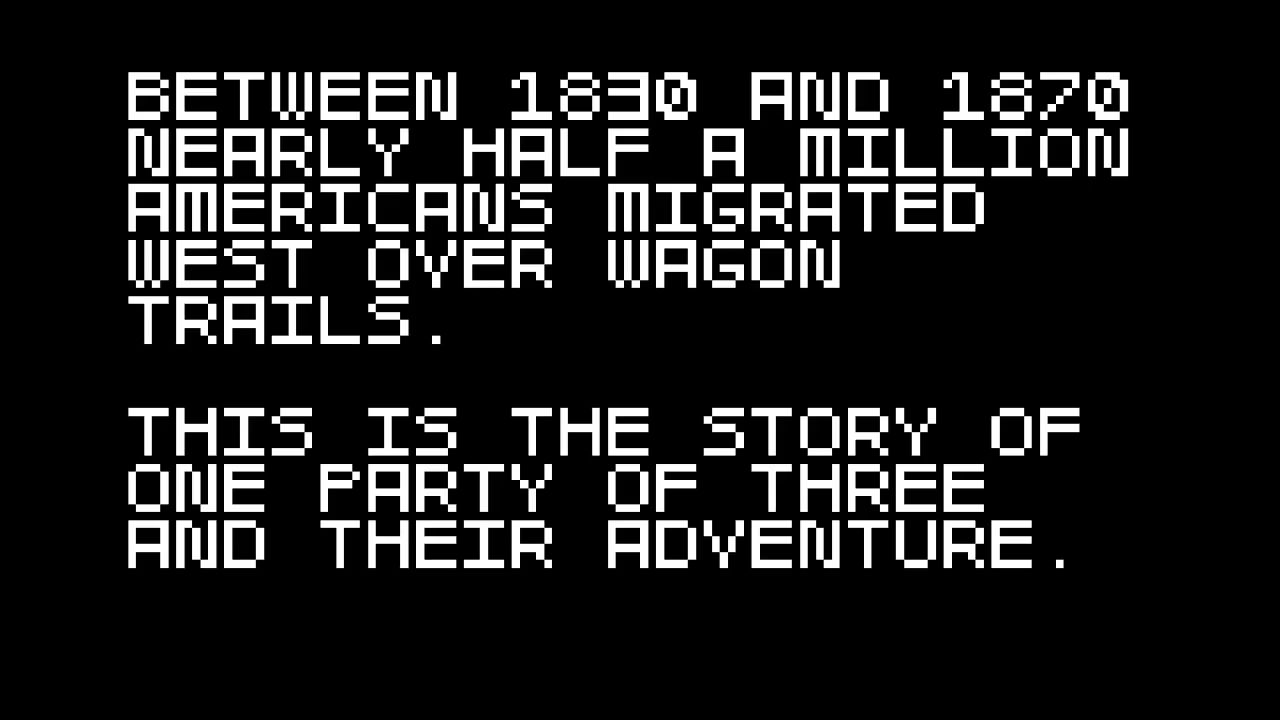 BETWEEN 1830 AND 1870
NEARLY HALF A MILLION
AMERICANS MIGRATED
WEST OVER WAGON
TRAILS.
THIS IS THE STORY OF
ONE PARTY OF THREE
AND THEIR ADVENTURE.